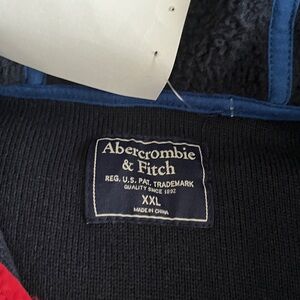 Abercrombie
& Fitch
REG. U.S. PAT. TRADEMARK
QUALITY SINCE 1892
XXL
MADE IN CHINA